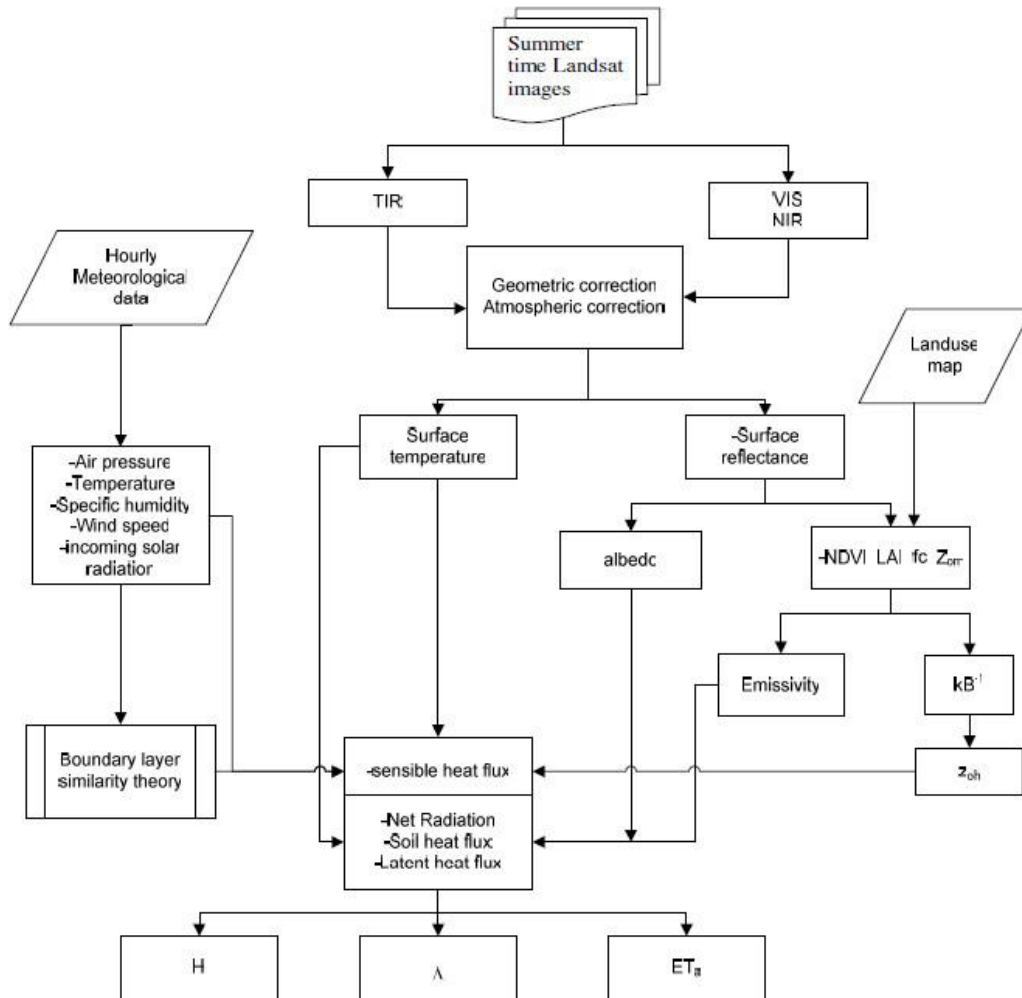 Summer
time Landsat
images
TIR
VIS
NIR
Hourly
Meteorological
data
Geometric correction
Atmospheric correction
Landuse
map
Surface
temperature
-Surface
reflectance
-Air pressure
-Temperature
-Specific humidity
-Wind speed
-incoming solar
radiation
albedo
-NDVI LAI fc Zom
Emissivity
kB-1
Boundary layer
similarity theory
-sensible heat flux
zoh
-Net Radiation
-Soil heat flux
-Latent heat flux
H
Λ
ETa